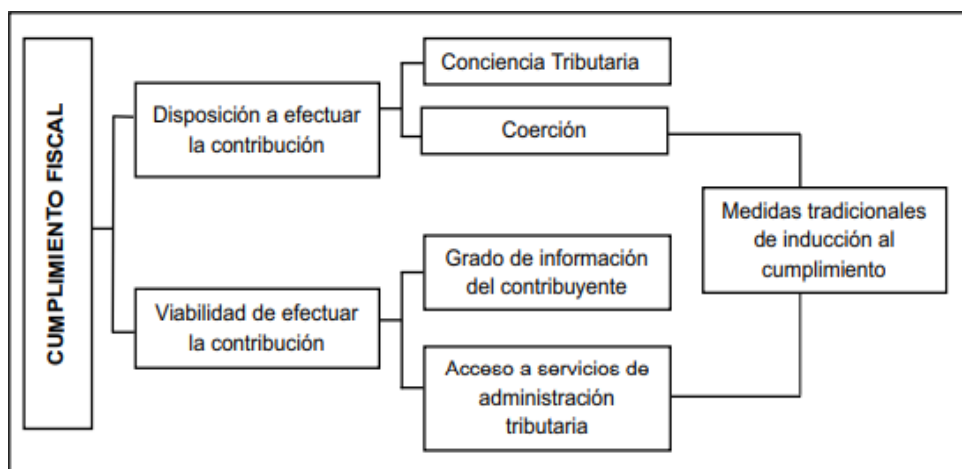 CUMPLIMIENTO FISCAL
Disposición a efectuar
la contribución
Conciencia Tributaria
Coerción
Medidas tradicionales
de inducción al
cumplimiento
Viabilidad de efectuar
la contribución
Grado de información
del contribuyente
Acceso a servicios de
administración
tributaria